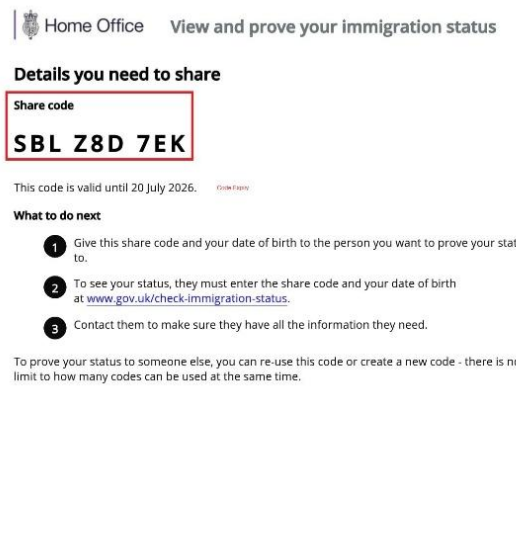 Home Office View and prove your immigration status
Details you need to share
Share code
SBL Z8D 7EK
This code is valid until 20 July 2026. Code Expiry
What to do next
1 Give this share code and your date of birth to the person you want to prove your stat
to.
2 To see your status, they must enter the share code and your date of birth
at www.gov.uk/check-immigration-status.
3 Contact them to make sure they have all the information they need.
To prove your status to someone else, you can re-use this code or create a new code - there is no
limit to how many codes can be used at the same time.